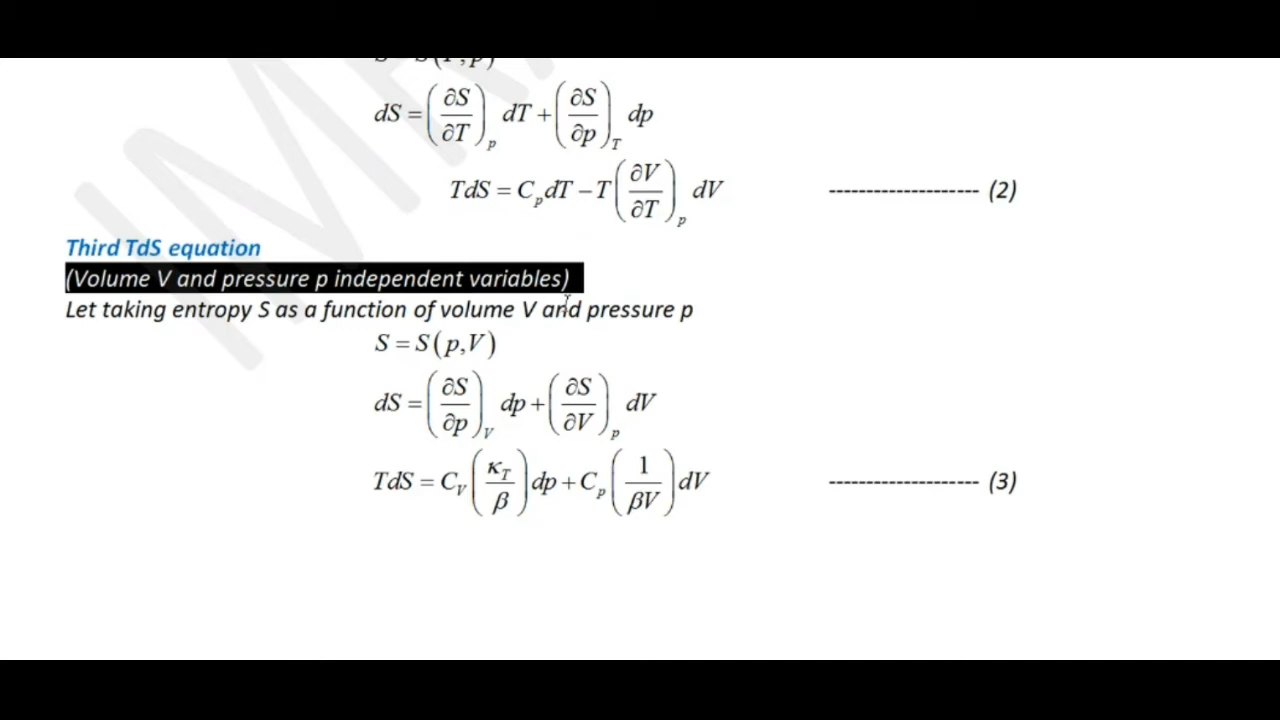 S = S(T, p)
dS = (∂S/∂T)_p dT + (∂S/∂p)_T dp
TdS = C_p dT − T (∂V/∂T)_p dV -------------------- (2)
Third TdS equation
(Volume V and pressure p independent variables)
Let taking entropy S as a function of volume V and pressure p
S = S(p,V)
dS = (∂S/∂p)_V dp + (∂S/∂V)_p dV
TdS = C_V (κ_T/β) dp + C_p (1/βV) dV -------------------- (3)